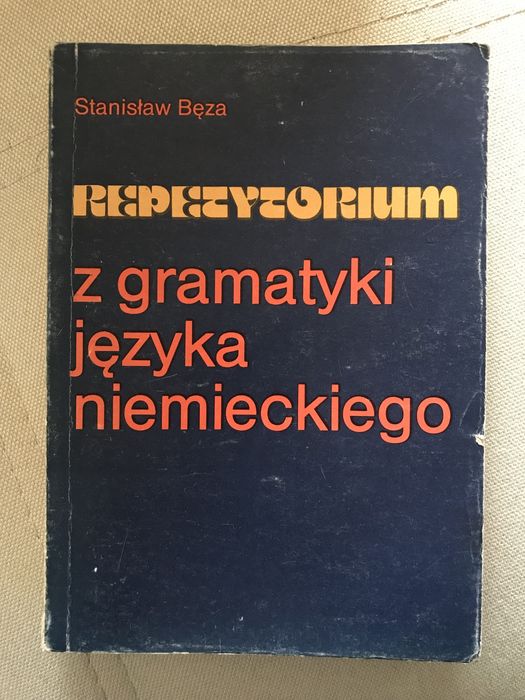 Stanisław Bęza
REPETYTORIUM
z gramatyki
języka
niemieckiego